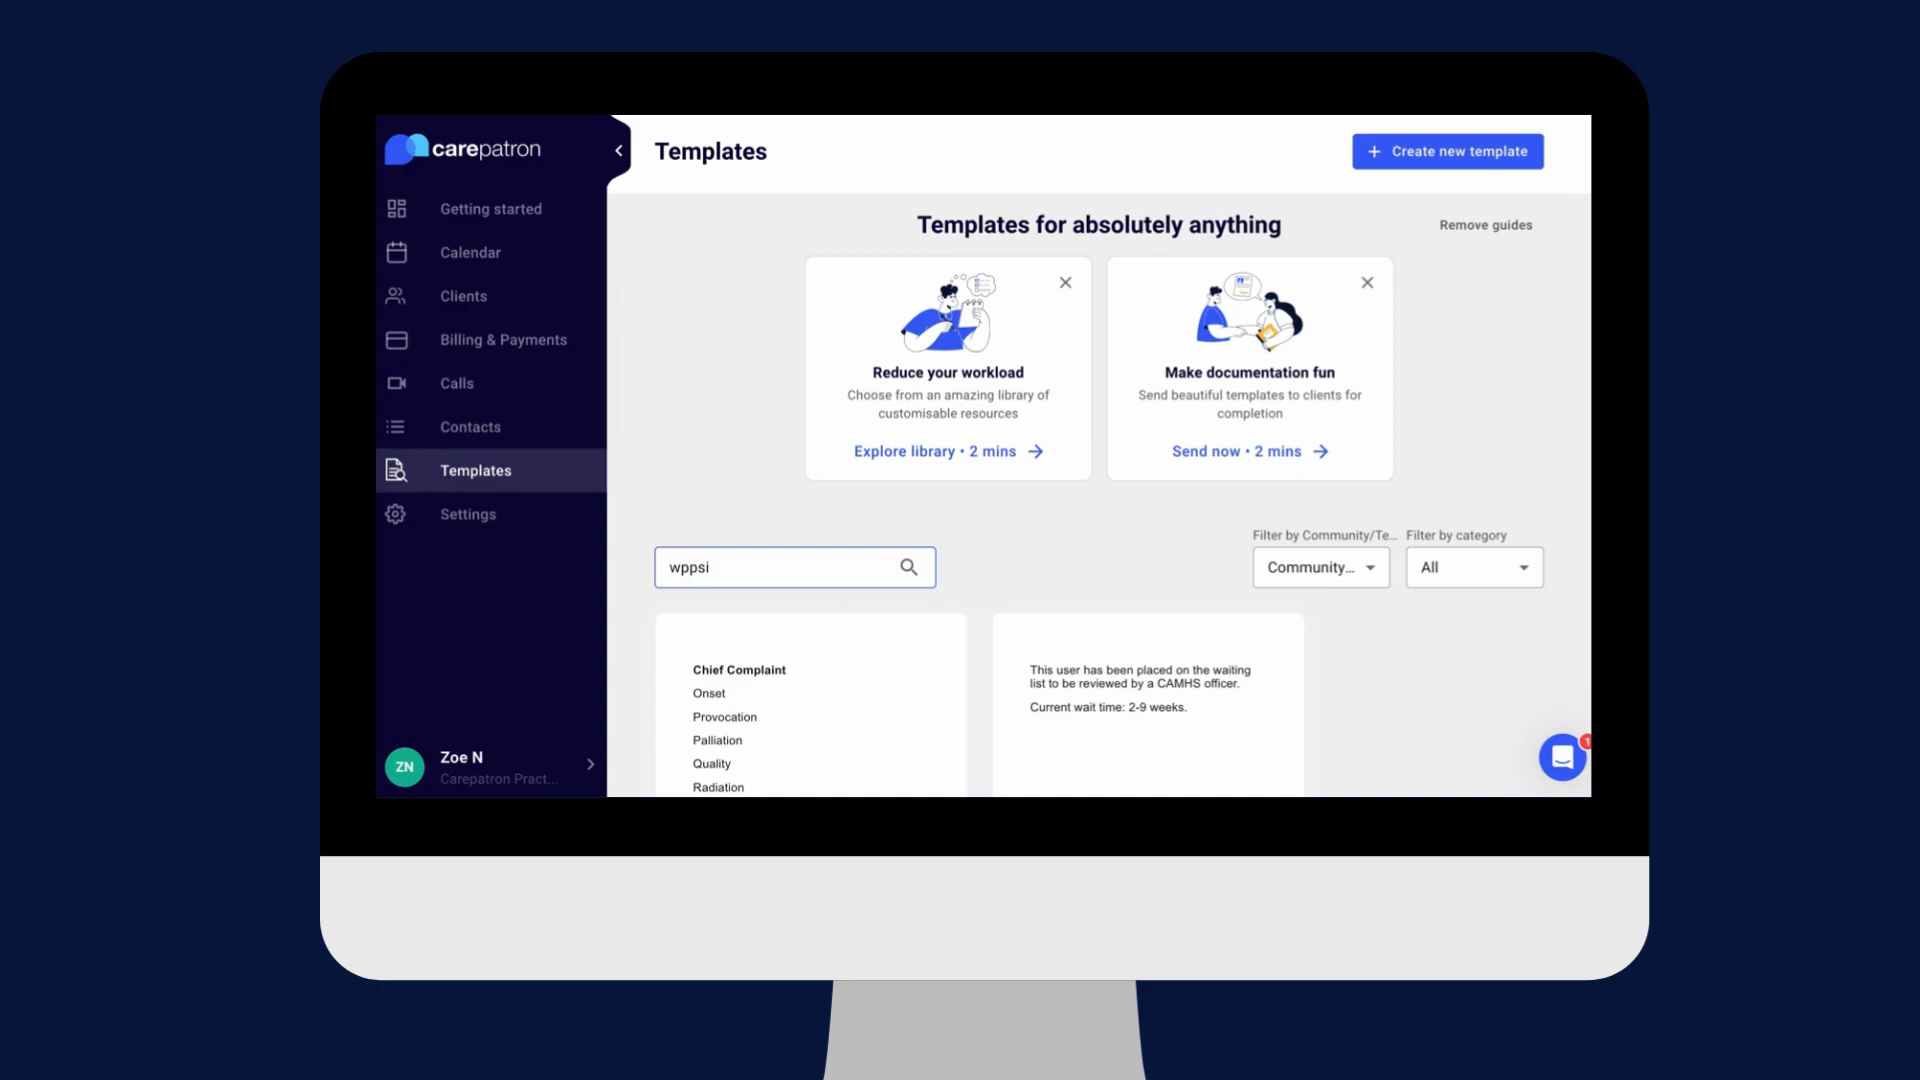 carepatron
Templates
+ Create new template
Getting started
Calendar
Clients
Billing & Payments
Calls
Contacts
Templates
Settings
ZN
Zoe N
Carepatron Pract...
Templates for absolutely anything
Remove guides
Reduce your workload
Choose from an amazing library of
customisable resources
Explore library • 2 mins →
Make documentation fun
Send beautiful templates to clients for
completion
Send now • 2 mins →
wppsi
Filter by Community/Te...
Community...
Filter by category
All
Chief Complaint
Onset
Provocation
Palliation
Quality
Radiation
This user has been placed on the waiting
list to be reviewed by a CAMHS officer.
Current wait time: 2-9 weeks.
1